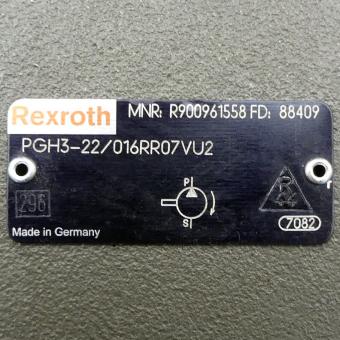 Rexroth MNR: R900961558 FD: 88409
PGH3-22/016RR07VU2
P
S
296
7082
Made in Germany